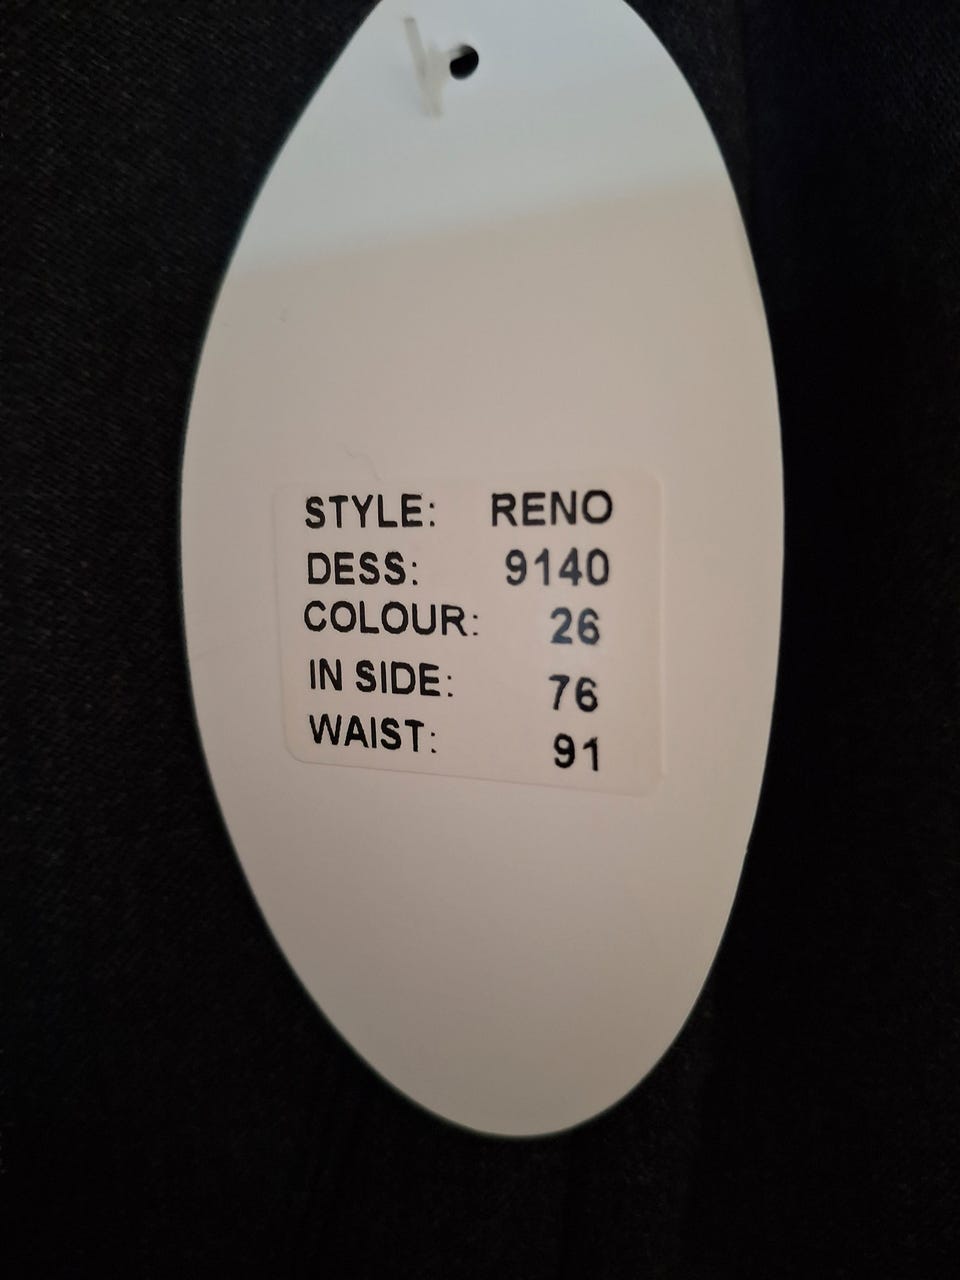 STYLE: RENO
DESS: 9140
COLOUR: 26
IN SIDE: 76
WAIST: 91